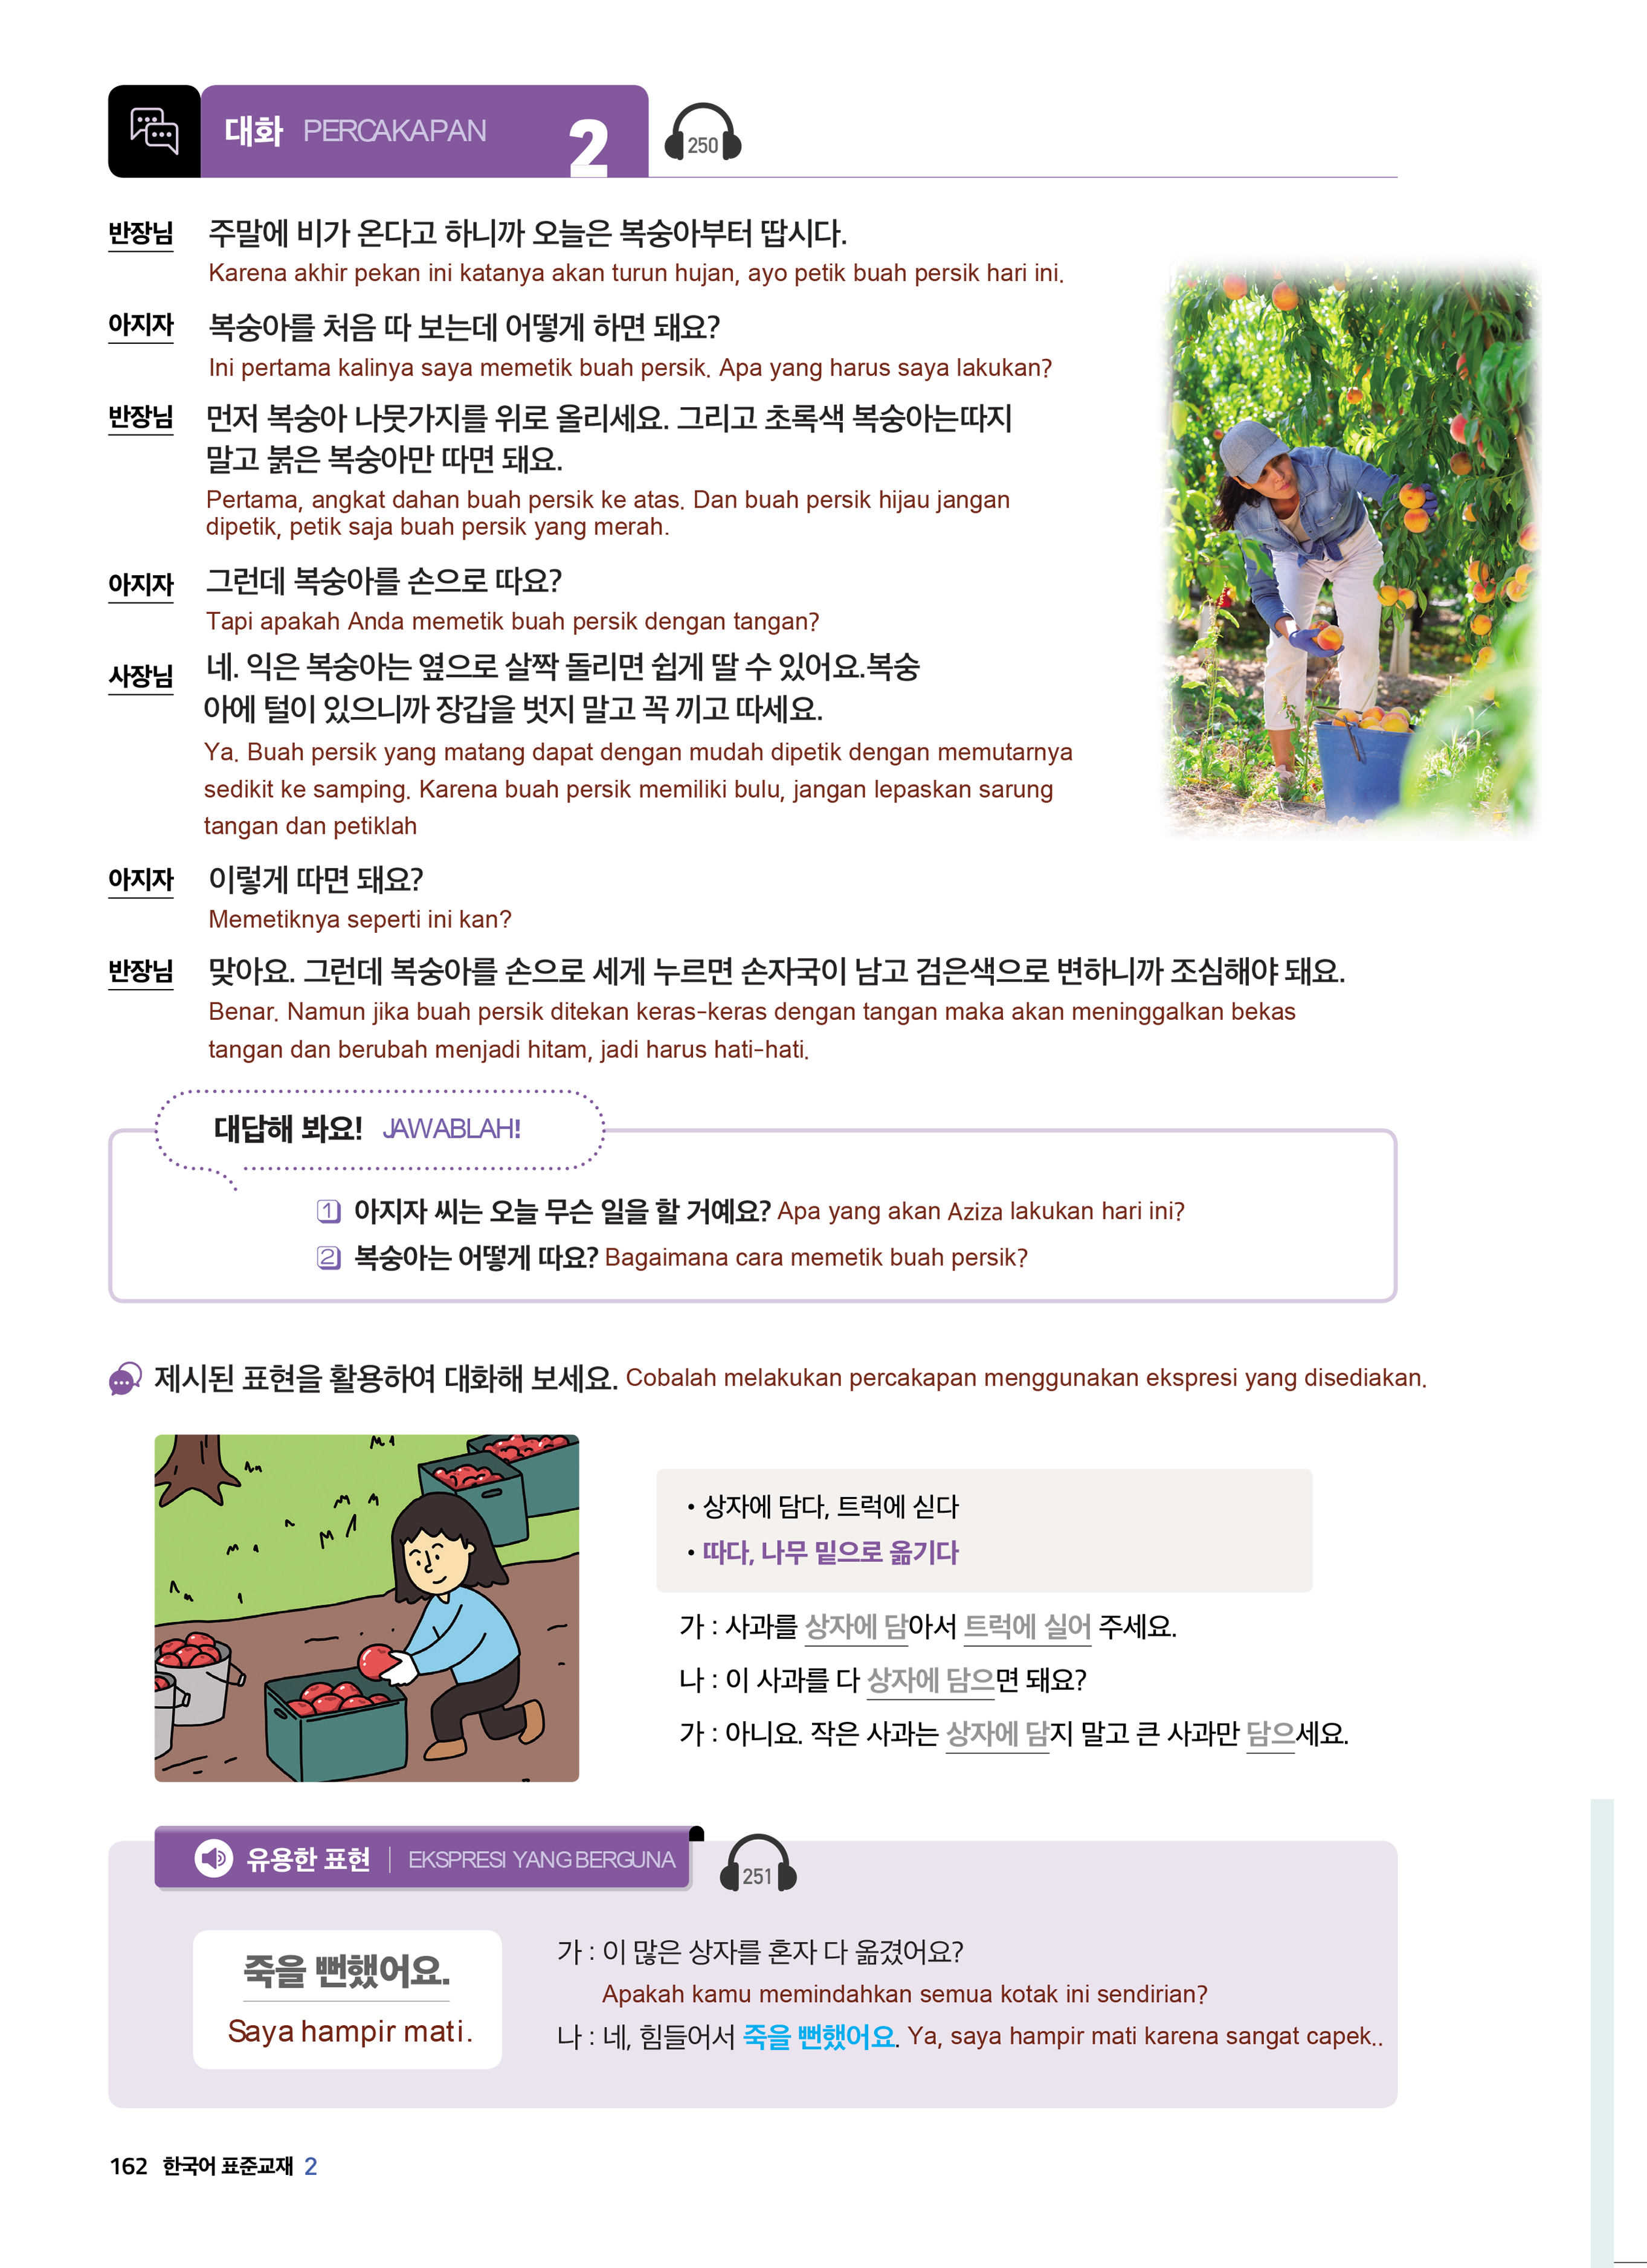 대화 PERCAKAPAN 2 250
반장님 주말에 비가 온다고 하니까 오늘은 복숭아부터 땁시다.
Karena akhir pekan ini katanya akan turun hujan, ayo petik buah persik hari ini.
아지자 복숭아를 처음 따 보는데 어떻게 하면 돼요?
Ini pertama kalinya saya memetik buah persik. Apa yang harus saya lakukan?
반장님 먼저 복숭아 나뭇가지를 위로 올리세요. 그리고 초록색 복숭아는따지
말고 붉은 복숭아만 따면 돼요.
Pertama, angkat dahan buah persik ke atas. Dan buah persik hijau jangan
dipetik, petik saja buah persik yang merah.
아지자 그런데 복숭아를 손으로 따요?
Tapi apakah Anda memetik buah persik dengan tangan?
사장님 네. 익은 복숭아는 옆으로 살짝 돌리면 쉽게 딸 수 있어요.복숭
아에 털이 있으니까 장갑을 벗지 말고 꼭 끼고 따세요.
Ya. Buah persik yang matang dapat dengan mudah dipetik dengan memutarnya
sedikit ke samping. Karena buah persik memiliki bulu, jangan lepaskan sarung
tangan dan petiklah
아지자 이렇게 따면 돼요?
Memetiknya seperti ini kan?
반장님 맞아요. 그런데 복숭아를 손으로 세게 누르면 손자국이 남고 검은색으로 변하니까 조심해야 돼요.
Benar. Namun jika buah persik ditekan keras-keras dengan tangan maka akan meninggalkan bekas
tangan dan berubah menjadi hitam, jadi harus hati-hati.
대답해 봐요! JAWABLAH!
1 아지자 씨는 오늘 무슨 일을 할 거예요? Apa yang akan Aziza lakukan hari ini?
2 복숭아는 어떻게 따요? Bagaimana cara memetik buah persik?
제시된 표현을 활용하여 대화해 보세요. Cobalah melakukan percakapan menggunakan ekspresi yang disediakan.
• 상자에 담다, 트럭에 싣다
• 따다, 나무 밑으로 옮기다
가 : 사과를 상자에 담아서 트럭에 실어 주세요.
나 : 이 사과를 다 상자에 담으면 돼요?
가 : 아니요. 작은 사과는 상자에 담지 말고 큰 사과만 담으세요.
유용한 표현 | EKSPRESI YANG BERGUNA 251
죽을 뻔했어요.
Saya hampir mati.
가 : 이 많은 상자를 혼자 다 옮겼어요?
Apakah kamu memindahkan semua kotak ini sendirian?
나 : 네, 힘들어서 죽을 뻔했어요. Ya, saya hampir mati karena sangat capek..
162 한국어 표준교재 2